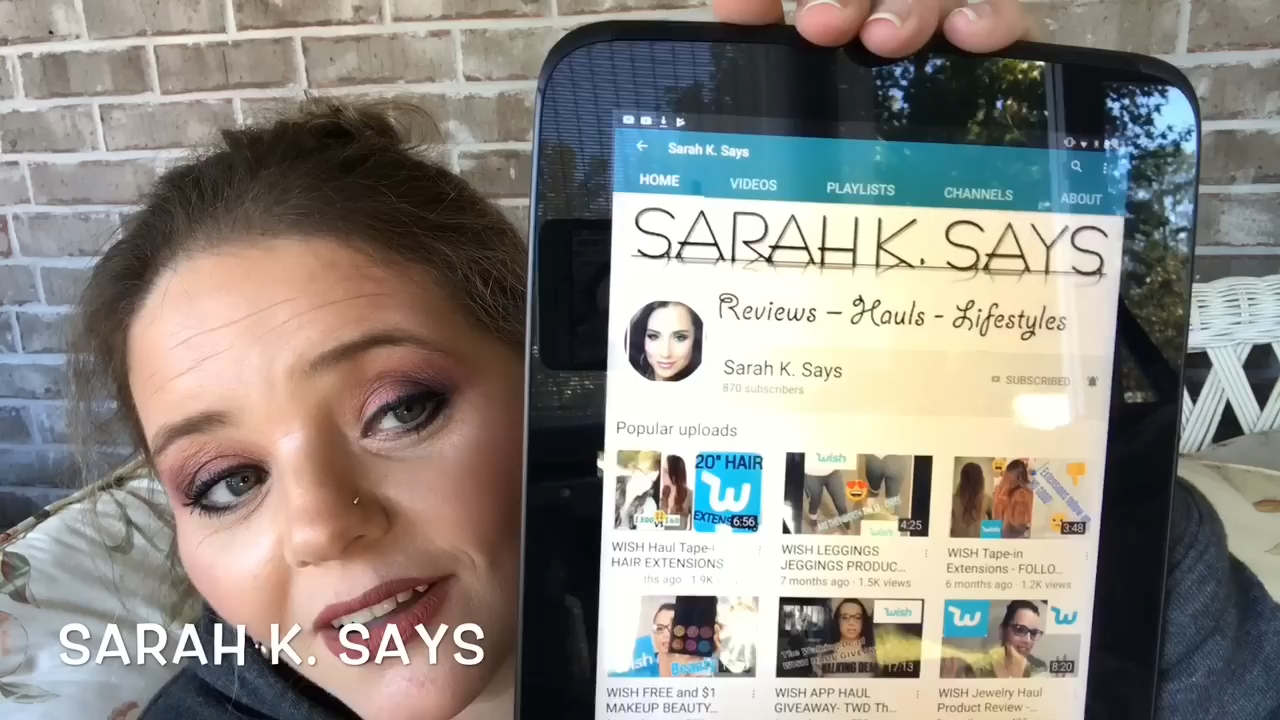 Sarah K. Says
HOME VIDEOS PLAYLISTS CHANNELS ABOUT
SARAH K. SAYS
Reviews – Hauls - Lifestyles
Sarah K. Says
870 subscribers
SUBSCRIBED
Popular uploads
20" HAIR
6:56
wish
4:25
3:48
WISH Haul Tape-i
HAIR EXTENSIONS
ths ago · 1.9K
WISH LEGGINGS
JEGGINGS PRODUC...
7 months ago · 1.5K views
WISH Tape-in
Extensions - FOLLO...
6 months ago · 1.2K views
wish
17:13
8:20
WISH FREE and $1
MAKEUP BEAUTY...
WISH APP HAUL
GIVEAWAY- TWD Th...
WISH Jewelry Haul
Product Review -...
SARAH K. SAYS